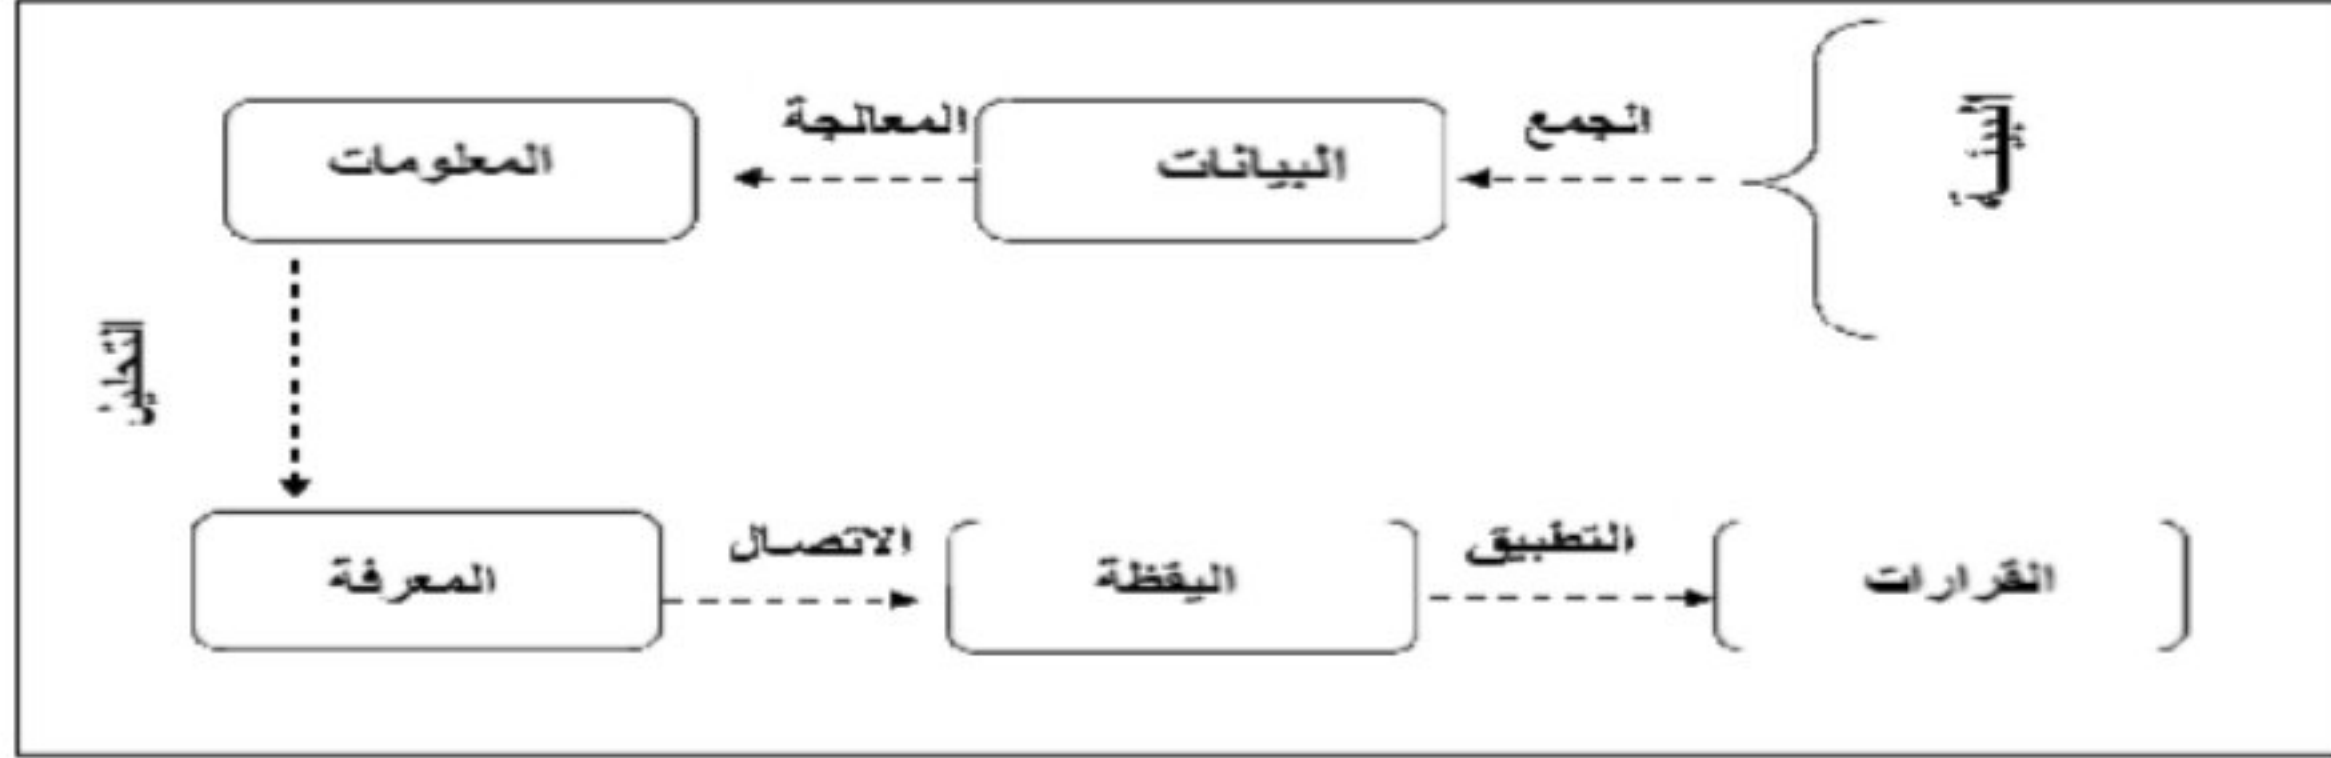 البيئة
الجمع
البيانات
المعالجة
المعلومات
التحليل
المعرفة
الاتصال
اليقظة
التطبيق
القرارات